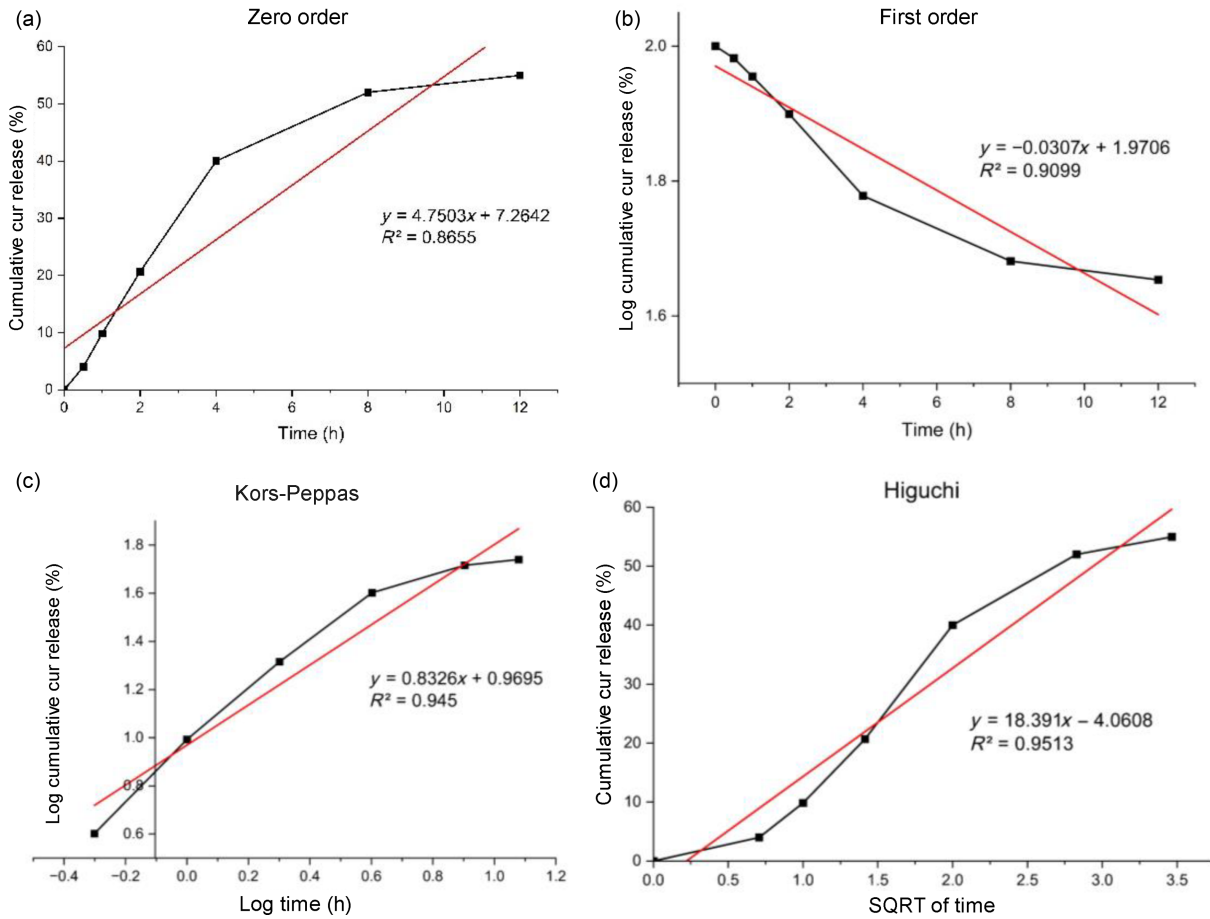 (a)
Zero order
Cumulative cur release (%)
60
50
40
30
20
10
0
y = 4.7503x + 7.2642
R² = 0.8655
0 2 4 6 8 10 12
Time (h)
(b)
First order
Log cumulative cur release (%)
2.0
1.8
1.6
y = −0.0307x + 1.9706
R² = 0.9099
0 2 4 6 8 10 12
Time (h)
(c)
Kors-Peppas
Log cumulative cur release (%)
1.8
1.6
1.4
1.2
1.0
0.8
0.6
y = 0.8326x + 0.9695
R² = 0.945
−0.4 −0.2 0.0 0.2 0.4 0.6 0.8 1.0 1.2
Log time (h)
(d)
Higuchi
Cumulative cur release (%)
60
50
40
30
20
10
0
y = 18.391x − 4.0608
R² = 0.9513
0.0 0.5 1.0 1.5 2.0 2.5 3.0 3.5
SQRT of time